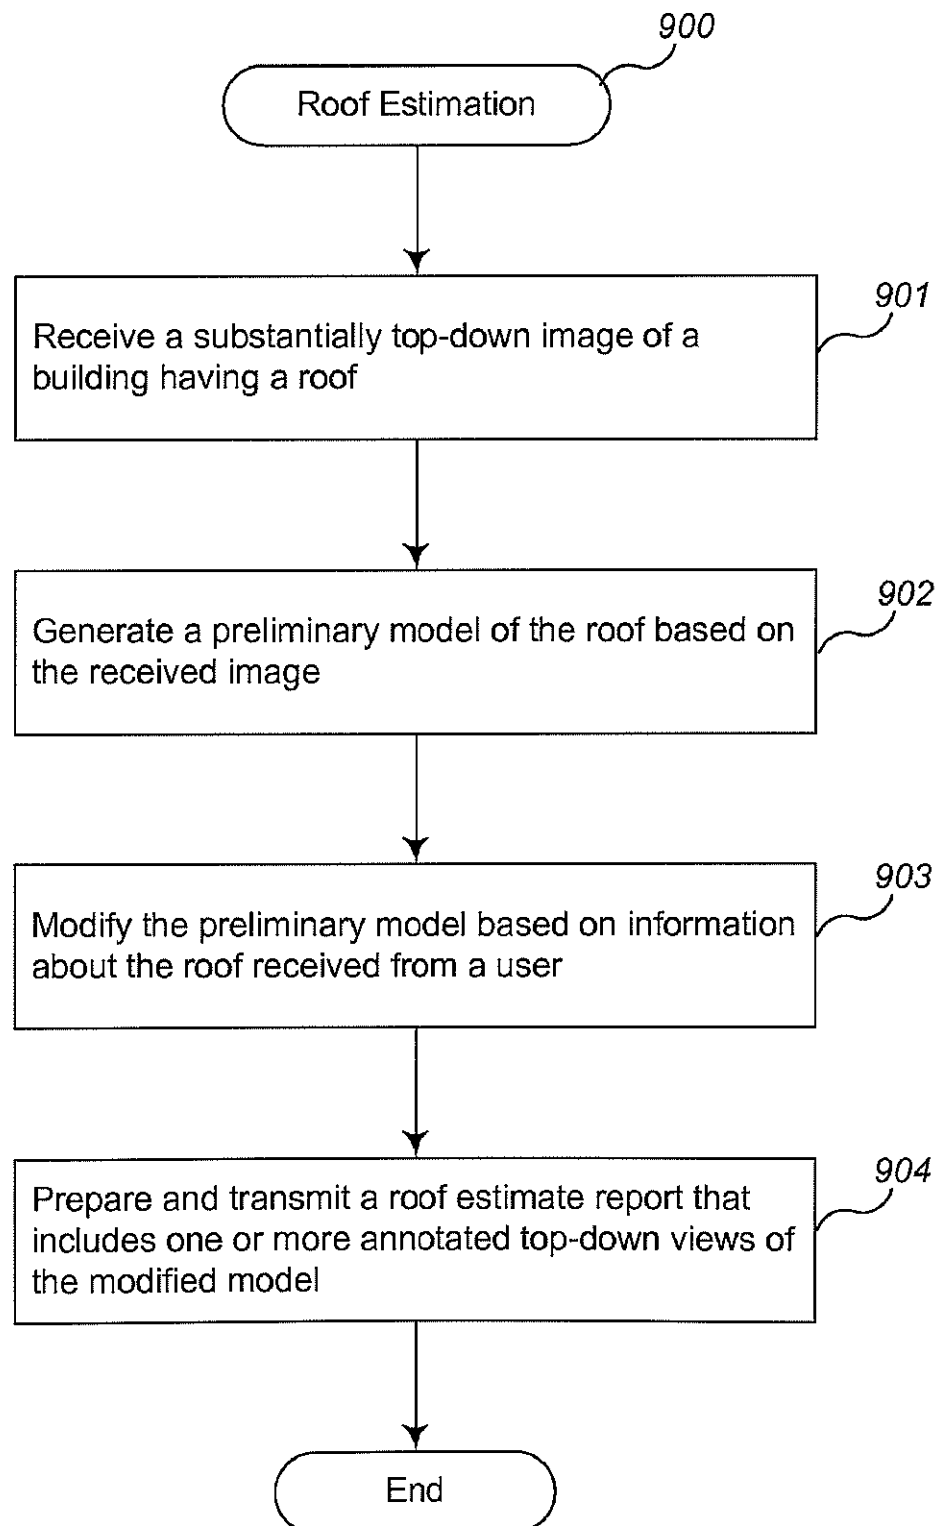 900
Roof Estimation
901
Receive a substantially top-down image of a
building having a roof
902
Generate a preliminary model of the roof based on
the received image
903
Modify the preliminary model based on information
about the roof received from a user
904
Prepare and transmit a roof estimate report that
includes one or more annotated top-down views of
the modified model
End